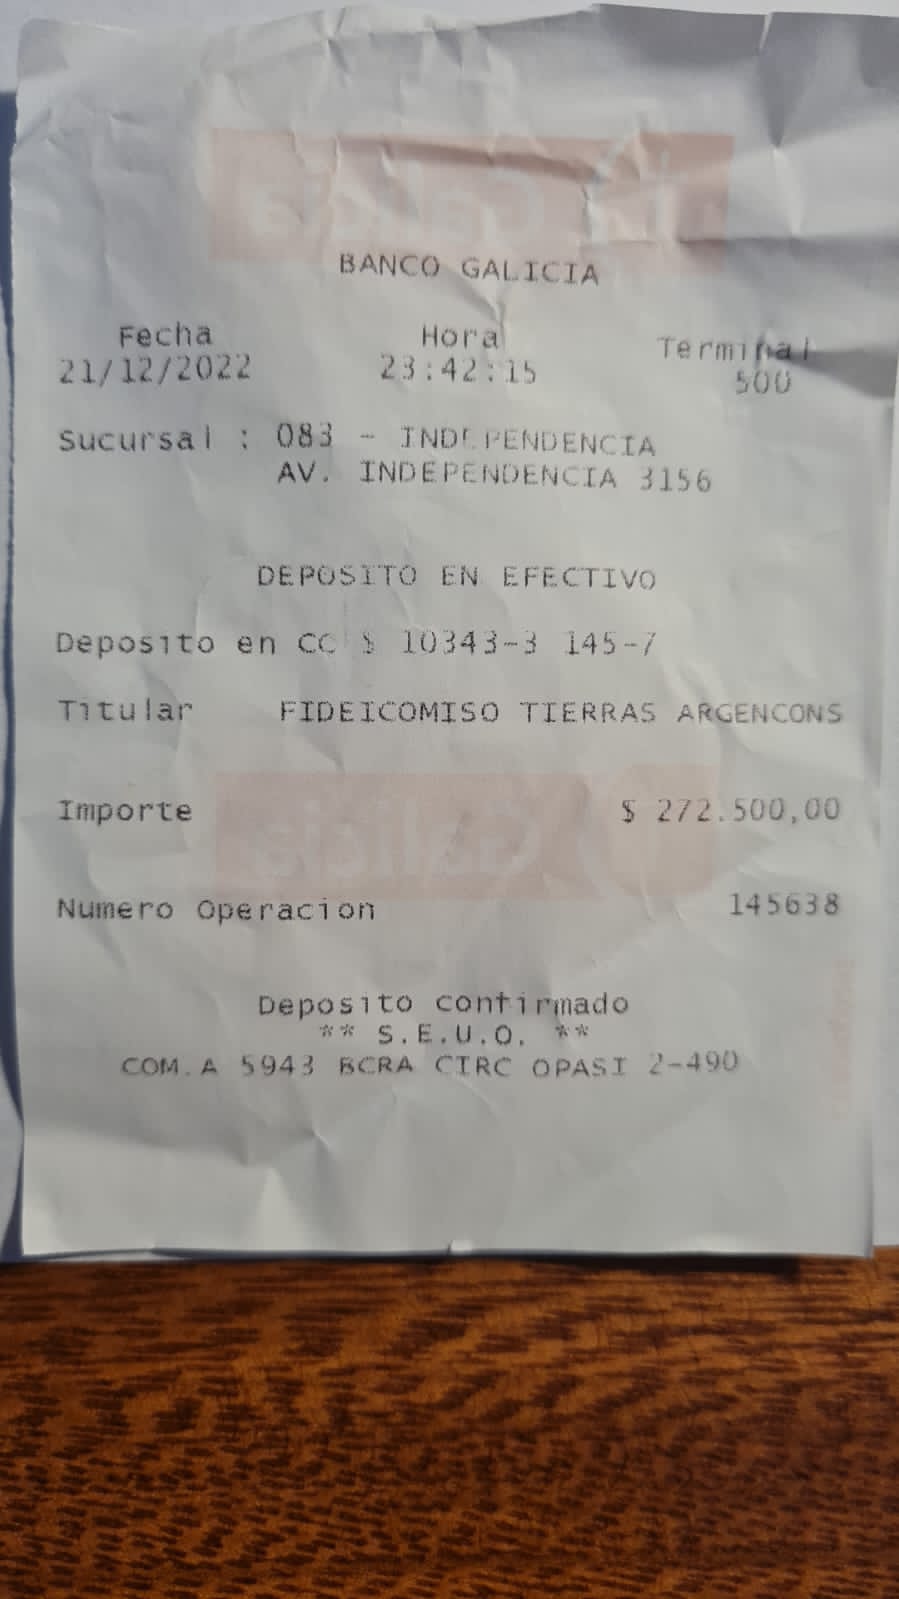 BANCO GALICIA
Fecha Hora Terminal
21/12/2022 23:42:15 500
Sucursal : 083 - INDEPENDENCIA
AV. INDEPENDENCIA 3156
DEPOSITO EN EFECTIVO
Deposito en CC $ 10343-3 145-7
Titular FIDEICOMISO TIERRAS ARGENCONS
Importe $ 272.500,00
Galicia
Numero Operacion 145638
Deposito confirmado
** S.E.U.O. **
COM.A 5943 BCRA CIRC OPASI 2-490